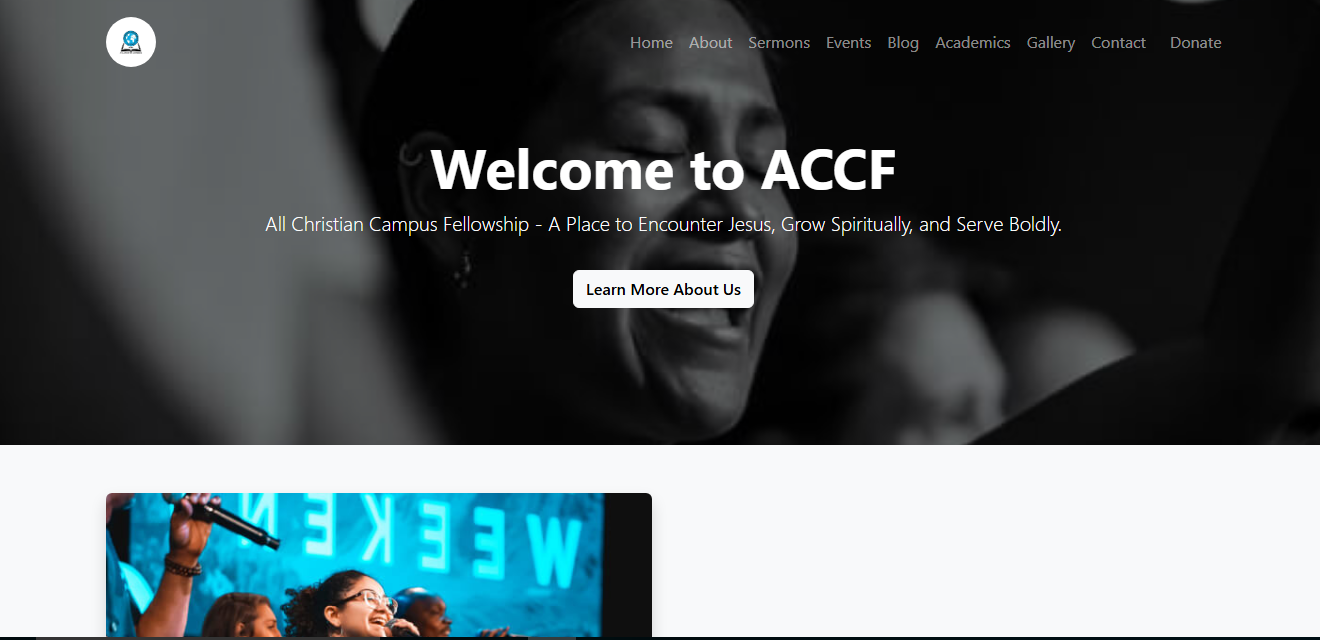 Home About Sermons Events Blog Academics Gallery Contact Donate
Welcome to ACCF
All Christian Campus Fellowship - A Place to Encounter Jesus, Grow Spiritually, and Serve Boldly.
Learn More About Us
WEEKEN